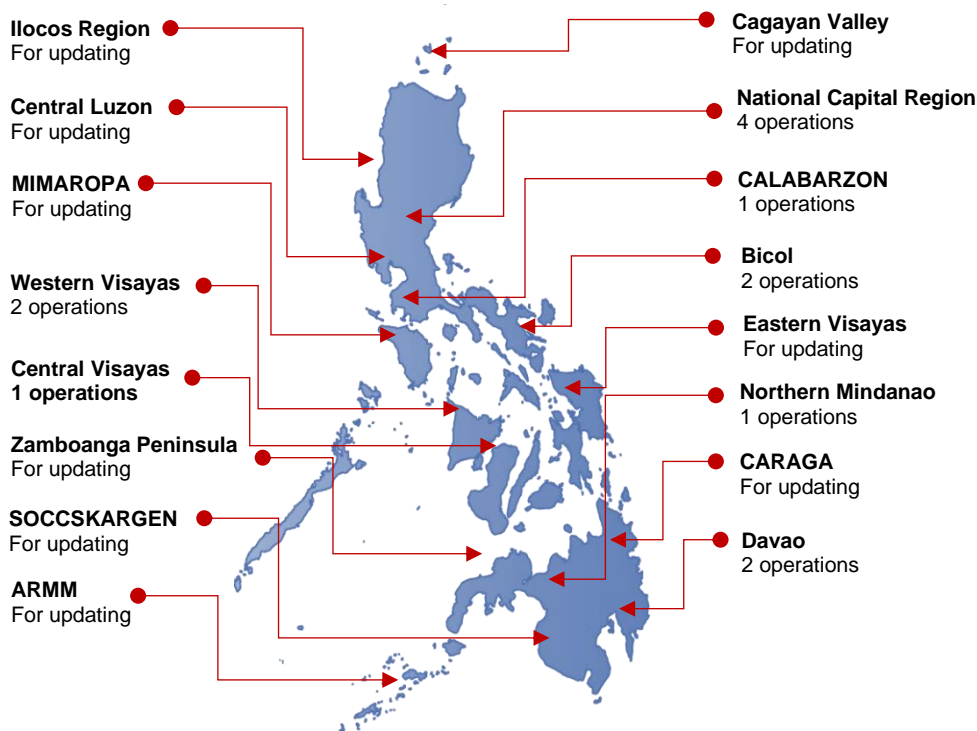 Ilocos Region
For updating
Central Luzon
For updating
MIMAROPA
For updating
Western Visayas
2 operations
Central Visayas
1 operations
Zamboanga Peninsula
For updating
SOCCSKARGEN
For updating
ARMM
For updating
Cagayan Valley
For updating
National Capital Region
4 operations
CALABARZON
1 operations
Bicol
2 operations
Eastern Visayas
For updating
Northern Mindanao
1 operations
CARAGA
For updating
Davao
2 operations